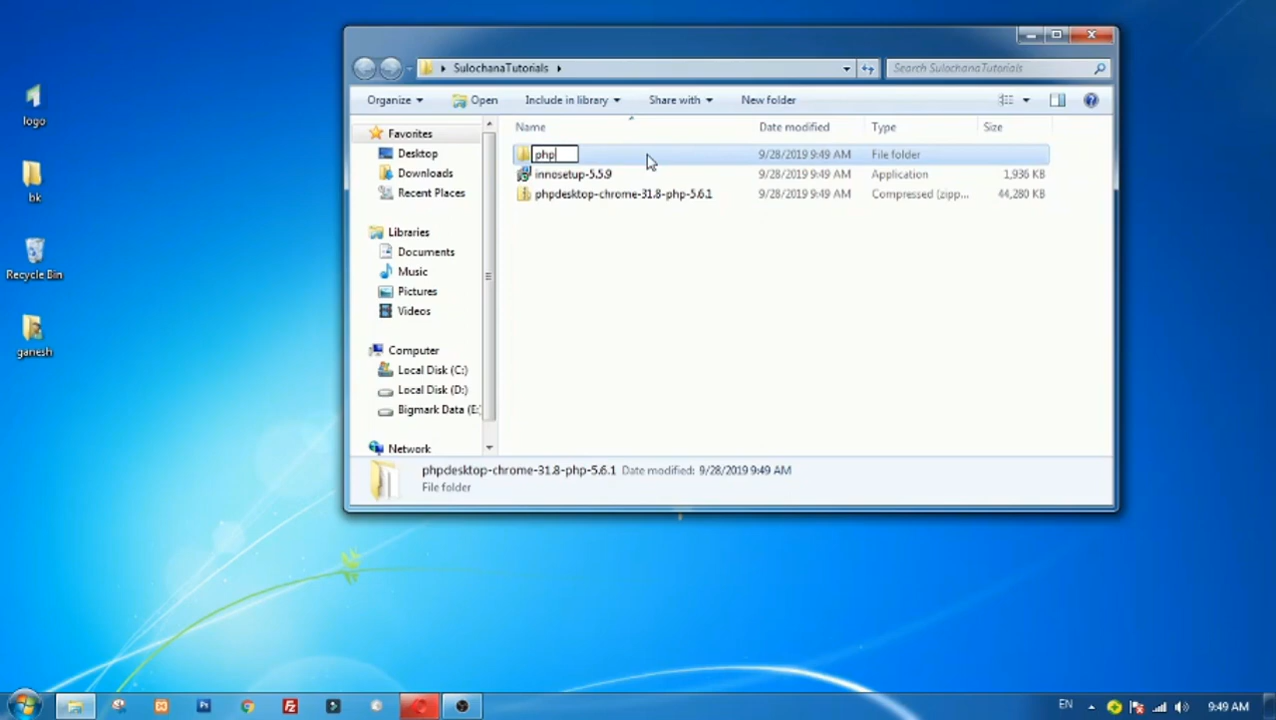 logo
bk
Recycle Bin
ganesh
SulochanaTutorials
Search SulochanaTutorials
Organize
Open
Include in library
Share with
New folder
Name
Date modified
Type
Size
php
9/28/2019 9:49 AM
File folder
innosetup-5.5.9
9/28/2019 9:49 AM
Application
1,936 KB
phpdesktop-chrome-31.8-php-5.6.1
9/28/2019 9:49 AM
Compressed (zipp...
44,280 KB
Favorites
Desktop
Downloads
Recent Places
Libraries
Documents
Music
Pictures
Videos
Computer
Local Disk (C:)
Local Disk (D:)
Bigmark Data (E:
Network
phpdesktop-chrome-31.8-php-5.6.1 Date modified: 9/28/2019 9:49 AM
File folder
Ps
Fz
EN
9:49 AM